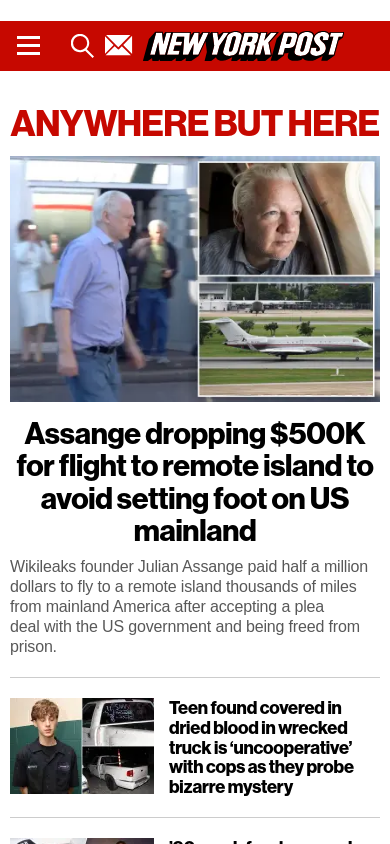 NEW YORK POST
ANYWHERE BUT HERE
Assange dropping $500K
for flight to remote island to
avoid setting foot on US
mainland
Wikileaks founder Julian Assange paid half a million
dollars to fly to a remote island thousands of miles
from mainland America after accepting a plea
deal with the US government and being freed from
prison.
Teen found covered in
dried blood in wrecked
truck is ‘uncooperative’
with cops as they probe
bizarre mystery